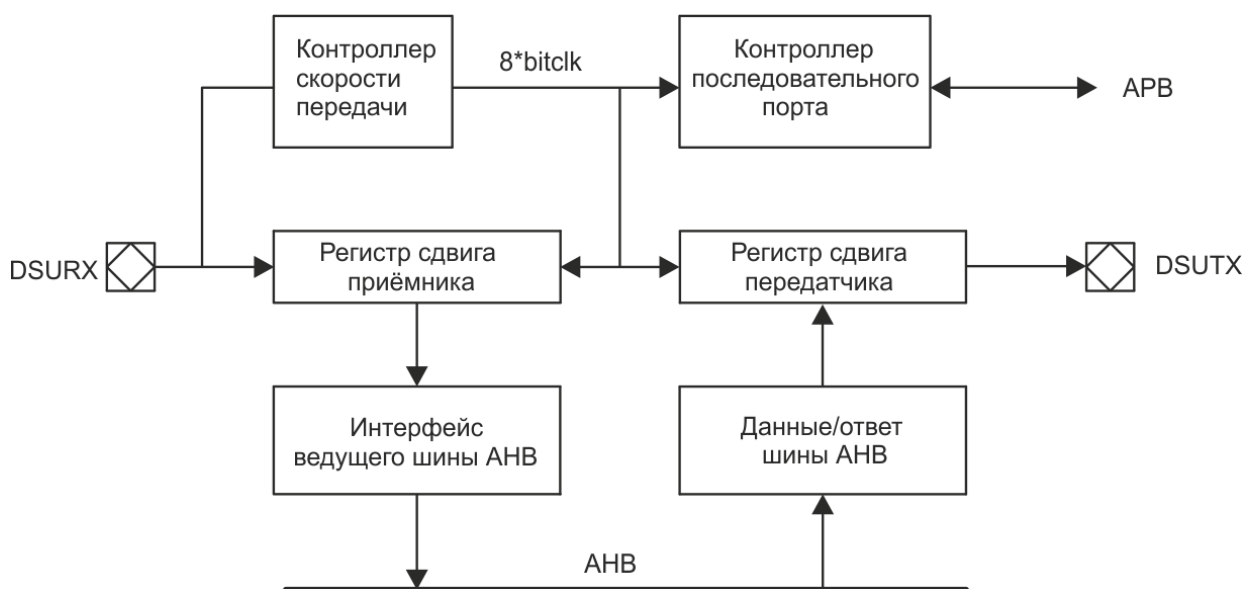 Контроллер
скорости
передачи
8*bitclk
Контроллер
последовательного
порта
APB
DSURX
Регистр сдвига
приёмника
Регистр сдвига
передатчика
DSUTX
Интерфейс
ведущего шины AHB
Данные/ответ
шины AHB
AHB